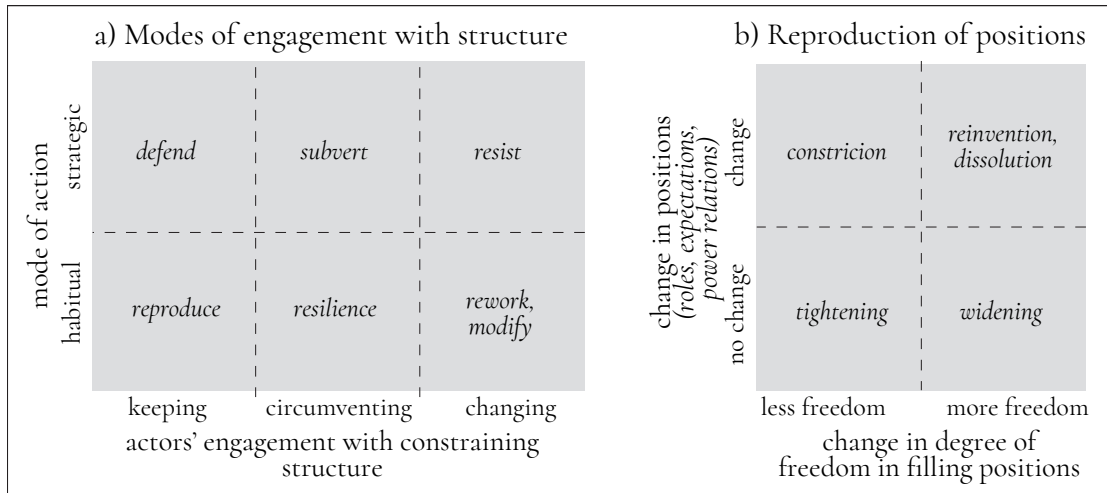 a) Modes of engagement with structure
mode of action
strategic
habitual
defend
subvert
resist
reproduce
resilience
rework,
modify
keeping
circumventing
changing
actors’ engagement with constraining
structure
b) Reproduction of positions
change in positions
(roles, expectations,
power relations)
change
no change
constricion
reinvention,
dissolution
tightening
widening
less freedom
more freedom
change in degree of
freedom in filling positions